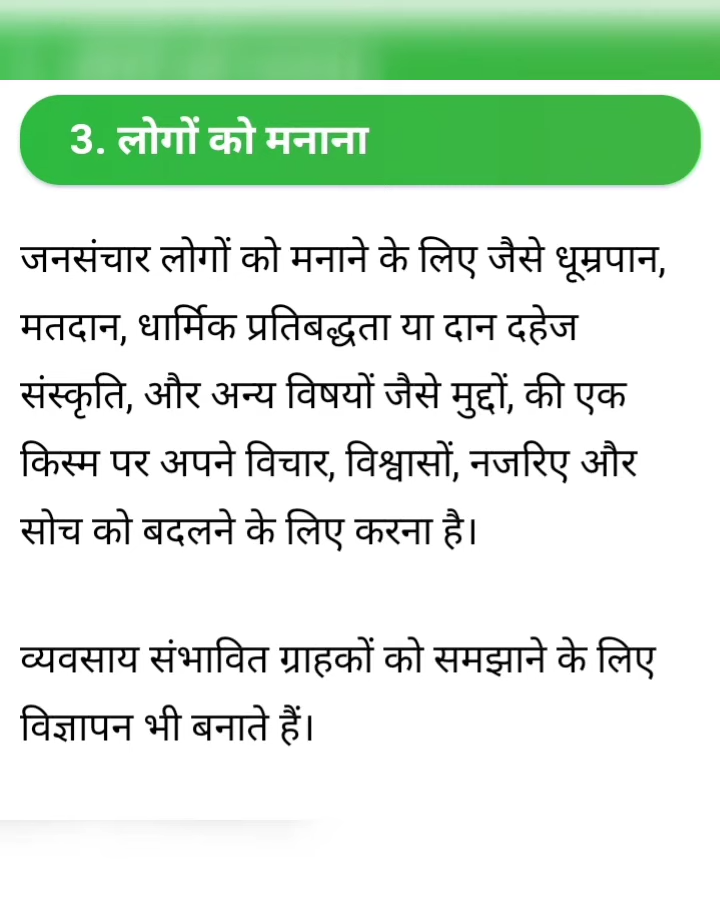 3. लोगों को मनाना
जनसंचार लोगों को मनाने के लिए जैसे धूम्रपान,
मतदान, धार्मिक प्रतिबद्धता या दान दहेज
संस्कृति, और अन्य विषयों जैसे मुद्दों, की एक
किस्म पर अपने विचार, विश्वासों, नजरिए और
सोच को बदलने के लिए करना है।
व्यवसाय संभावित ग्राहकों को समझाने के लिए
विज्ञापन भी बनाते हैं।